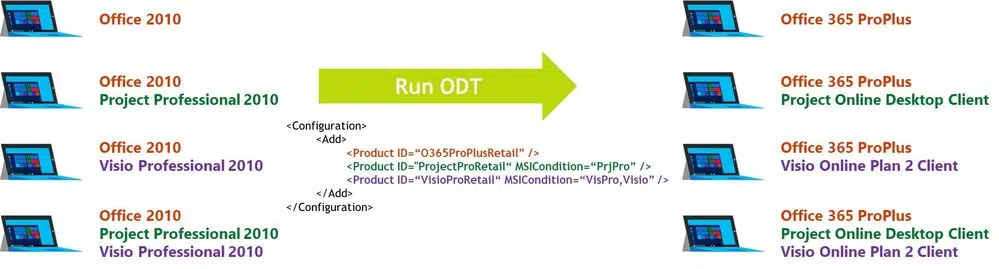 Office 2010
Office 2010
Project Professional 2010
Office 2010
Visio Professional 2010
Office 2010
Project Professional 2010
Visio Professional 2010
Run ODT
<Configuration>
<Add>
<Product ID=“O365ProPlusRetail” />
<Product ID="ProjectProRetail“ MSICondition=“PrjPro” />
<Product ID=“VisioProRetail“ MSICondition=“VisPro,Visio” />
</Add>
</Configuration>
Office 365 ProPlus
Office 365 ProPlus
Project Online Desktop Client
Office 365 ProPlus
Visio Online Plan 2 Client
Office 365 ProPlus
Project Online Desktop Client
Visio Online Plan 2 Client